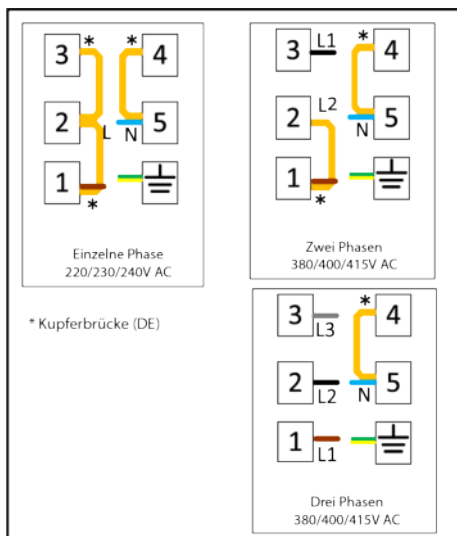 * *
3 4
2 L N 5
1
*
Einzelne Phase
220/230/240V AC
3 L1 * 4
2 L2 N 5
1
*
Zwei Phasen
380/400/415V AC
* Kupferbrücke (DE)
3 L3 * 4
2 L2 N 5
1 L1
Drei Phasen
380/400/415V AC